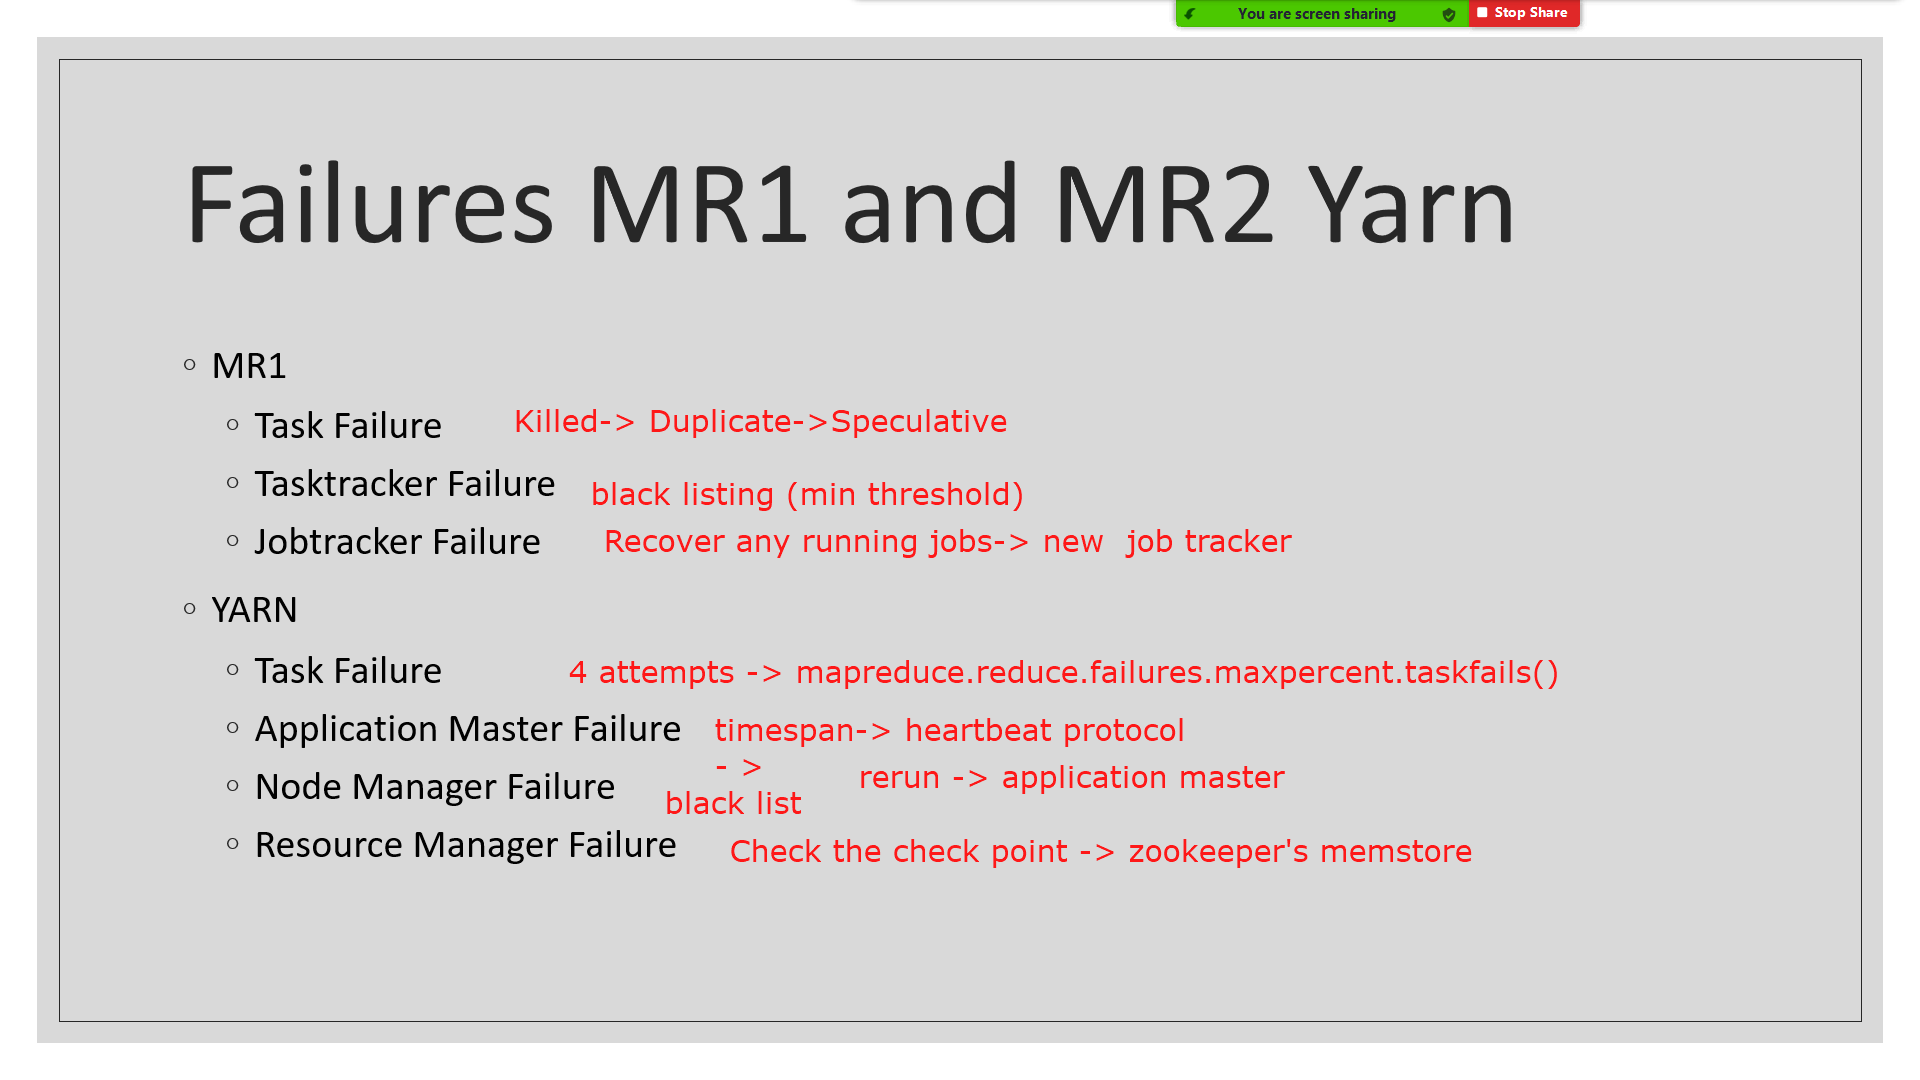 You are screen sharing Stop Share
Failures MR1 and MR2 Yarn
◦ MR1
◦ Task Failure Killed-> Duplicate->Speculative
◦ Tasktracker Failure black listing (min threshold)
◦ Jobtracker Failure Recover any running jobs-> new  job tracker
◦ YARN
◦ Task Failure 4 attempts -> mapreduce.reduce.failures.maxpercent.taskfails()
◦ Application Master Failure timespan-> heartbeat protocol
- >
◦ Node Manager Failure rerun -> application master
black list
◦ Resource Manager Failure Check the check point -> zookeeper's memstore